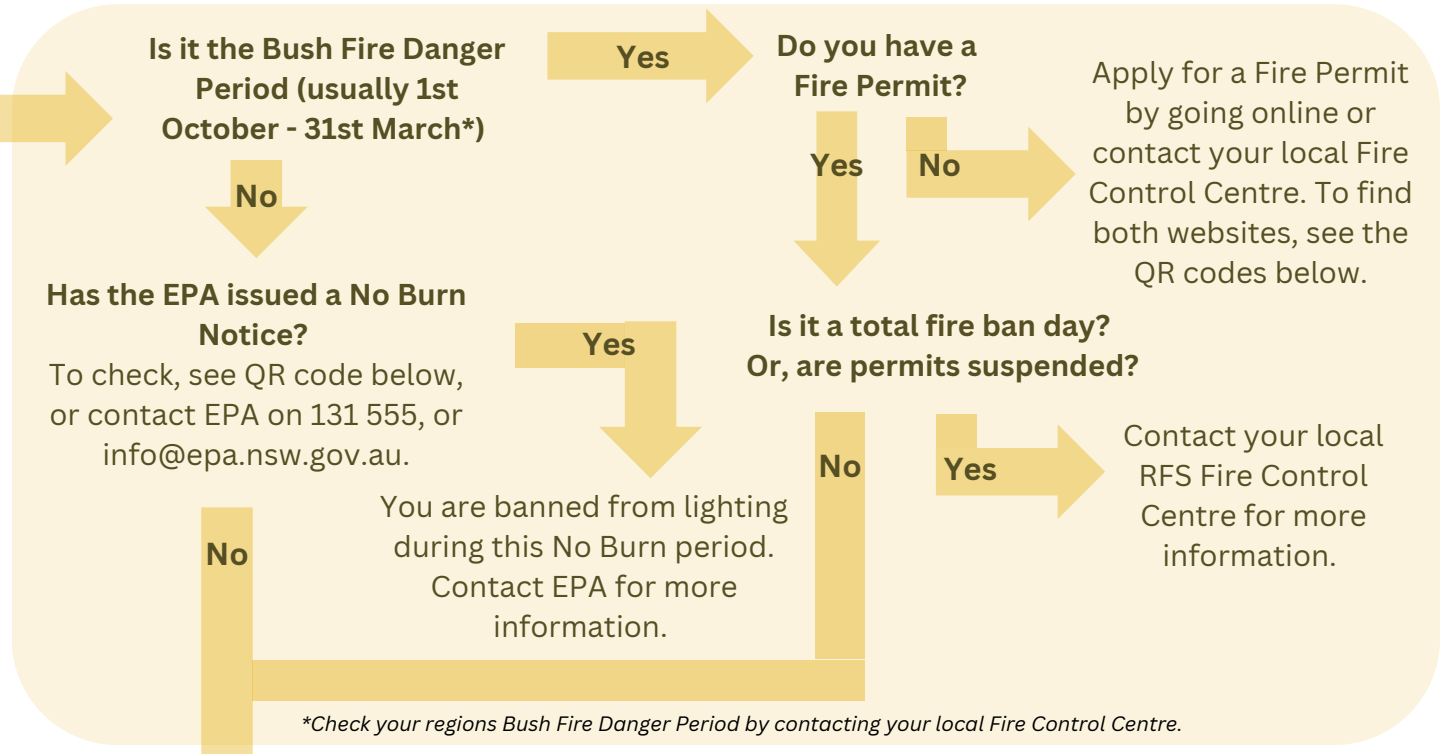 Is it the Bush Fire Danger
Period (usually 1st
October - 31st March*)
Yes
Do you have a
Fire Permit?
Apply for a Fire Permit
by going online or
contact your local Fire
Control Centre. To find
both websites, see the
QR codes below.
Yes
No
No
Has the EPA issued a No Burn
Notice?
To check, see QR code below,
or contact EPA on 131 555, or
info@epa.nsw.gov.au.
Yes
Is it a total fire ban day?
Or, are permits suspended?
No
Yes
Contact your local
RFS Fire Control
Centre for more
information.
You are banned from lighting
during this No Burn period.
Contact EPA for more
information.
No
*Check your regions Bush Fire Danger Period by contacting your local Fire Control Centre.